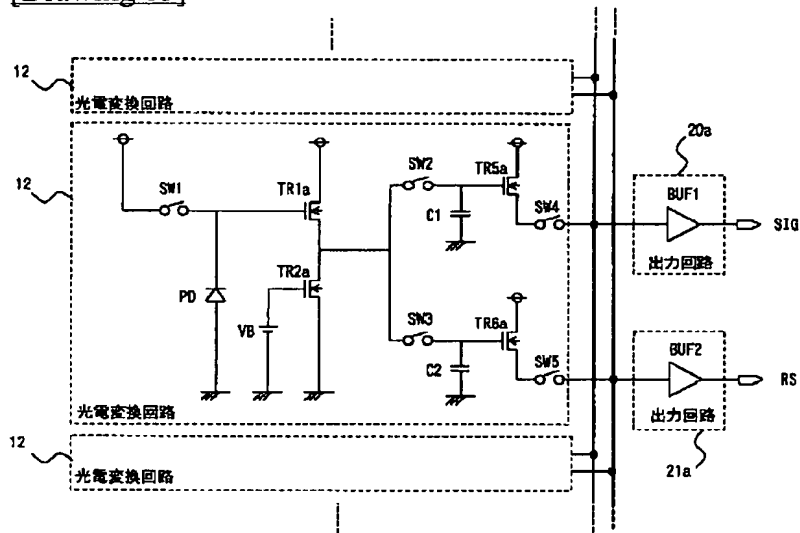 12
光電変換回路
12
SW1
TR1a
TR2a
PD
VB
SW2
SW3
C1
C2
TR5a
TR6a
SW4
SW5
光電変換回路
12
光電変換回路
20a
BUF1
出力回路
SIG
BUF2
出力回路
RS
21a